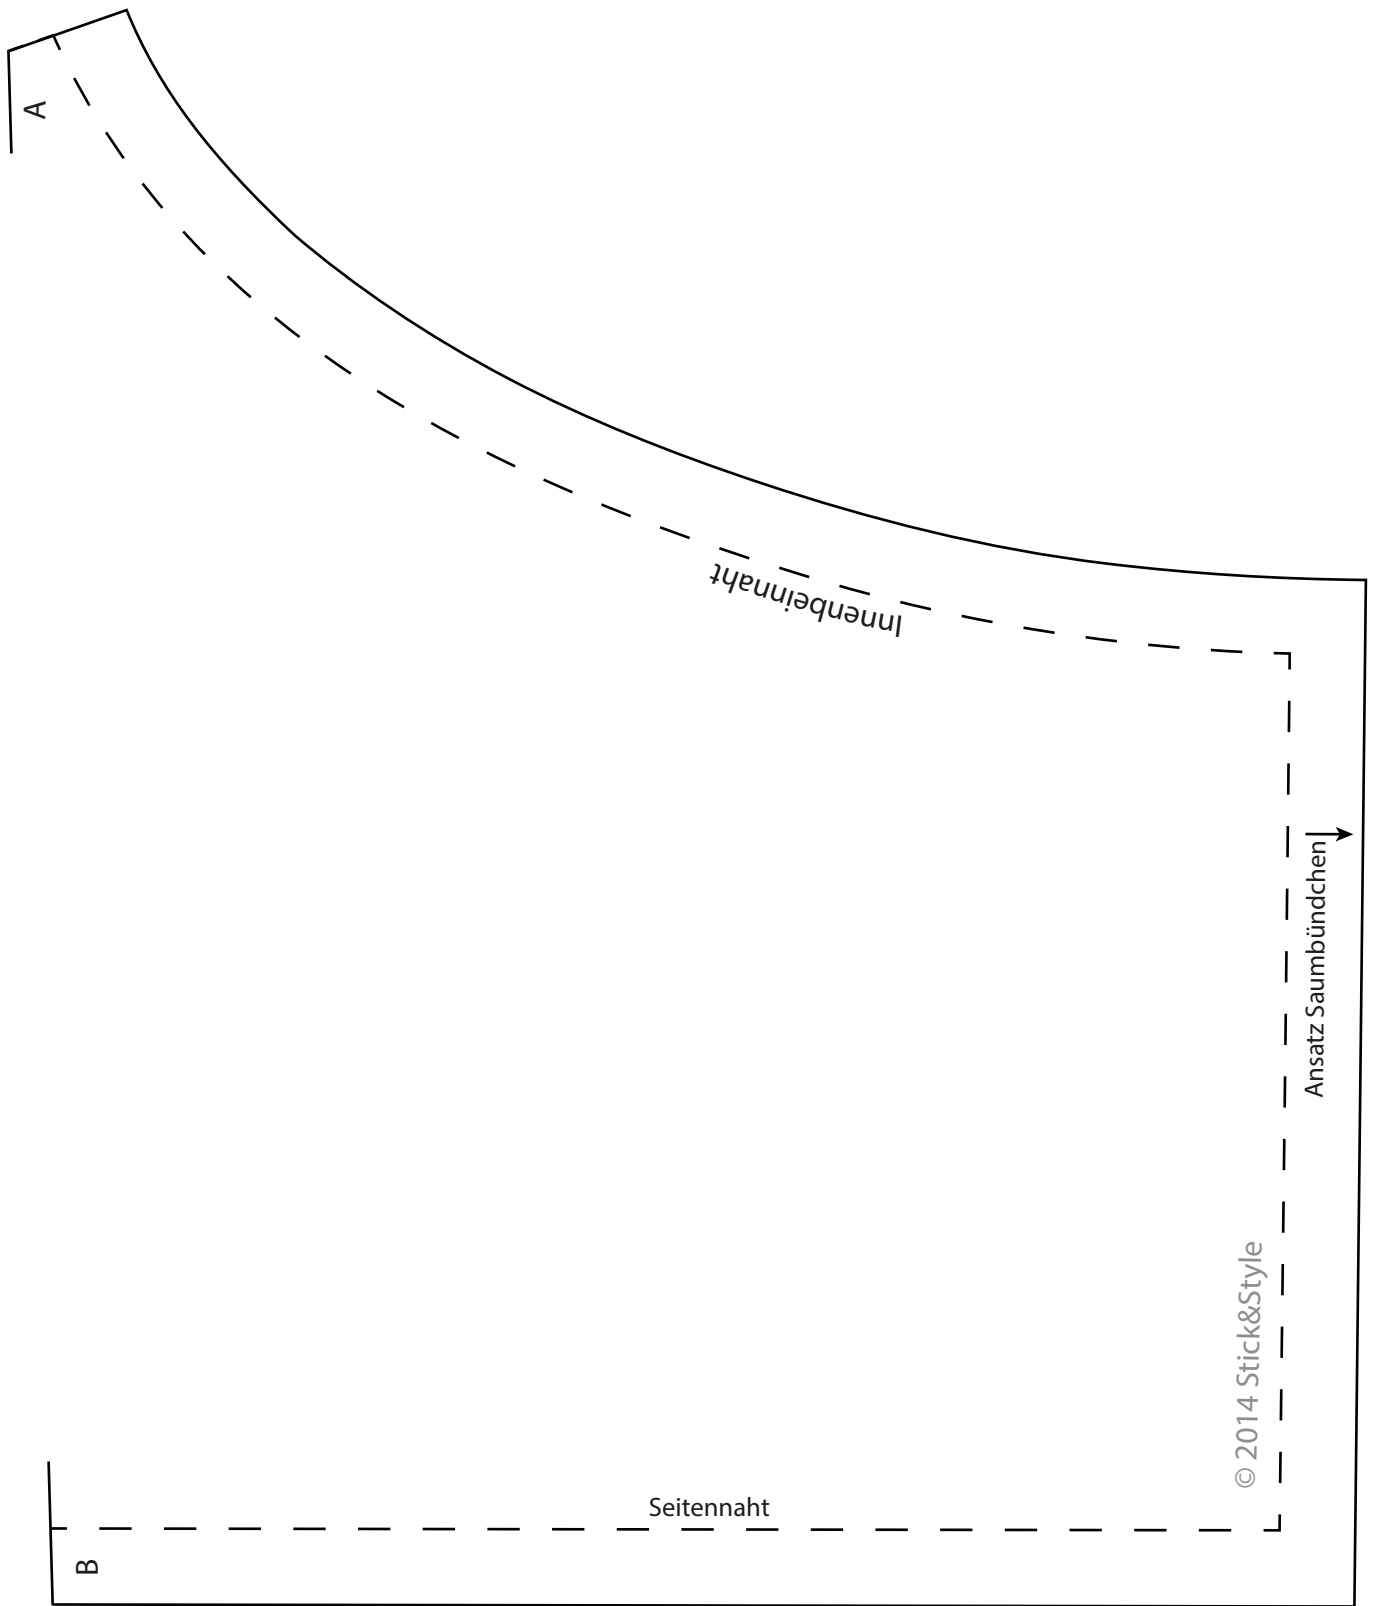 A
Innenbeinnaht
Ansatz Saumbündchen
© 2014 Stick&Style
Seitennaht
B